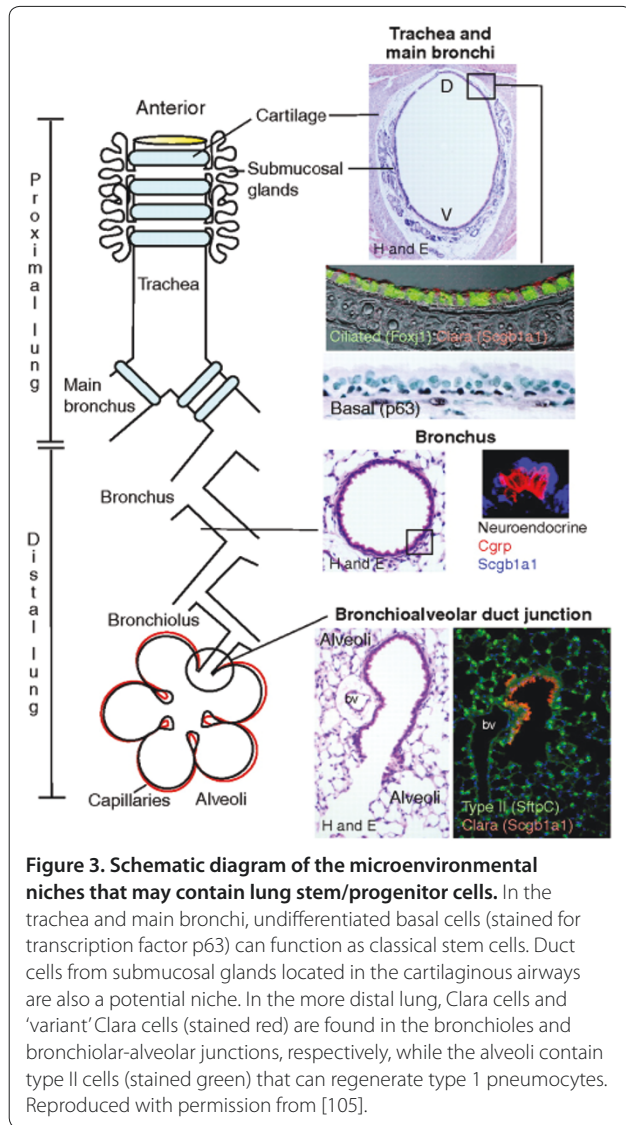 Trachea and
main bronchi
D
Anterior
Cartilage
Submucosal
glands
V
H and E
Proximal lung
Trachea
Ciliated (Foxj1) Clara (Scgb1a1)
Main
bronchus
Basal (p63)
Bronchus
Bronchus
Neuroendocrine
Cgrp
Scgb1a1
H and E
Distal lung
Bronchiolus
Bronchioalveolar duct junction
Alveoli
bv
bv
Capillaries
Alveoli
Alveoli
H and E
Type II (SftpC)
Clara (Scgb1a1)
Figure 3. Schematic diagram of the microenvironmental
niches that may contain lung stem/progenitor cells. In the
trachea and main bronchi, undifferentiated basal cells (stained for
transcription factor p63) can function as classical stem cells. Duct
cells from submucosal glands located in the cartilaginous airways
are also a potential niche. In the more distal lung, Clara cells and
‘variant’ Clara cells (stained red) are found in the bronchioles and
bronchiolar-alveolar junctions, respectively, while the alveoli contain
type II cells (stained green) that can regenerate type 1 pneumocytes.
Reproduced with permission from [105].